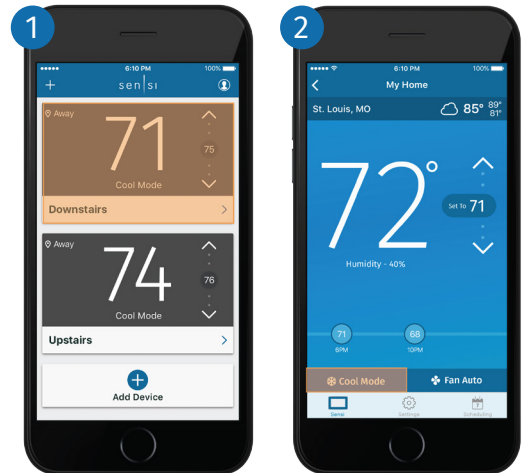 1
6:10 PM
100%
+
sensi
Away
71
75
Cool Mode
Downstairs
Away
74
76
Cool Mode
Upstairs
Add Device
2
6:10 PM
100%
My Home
St. Louis, MO
85°
89°
81°
72°
Set To 71
Humidity - 40%
71
68
6PM
10PM
Cool Mode
Fan Auto
Sensi
Settings
7
Scheduling